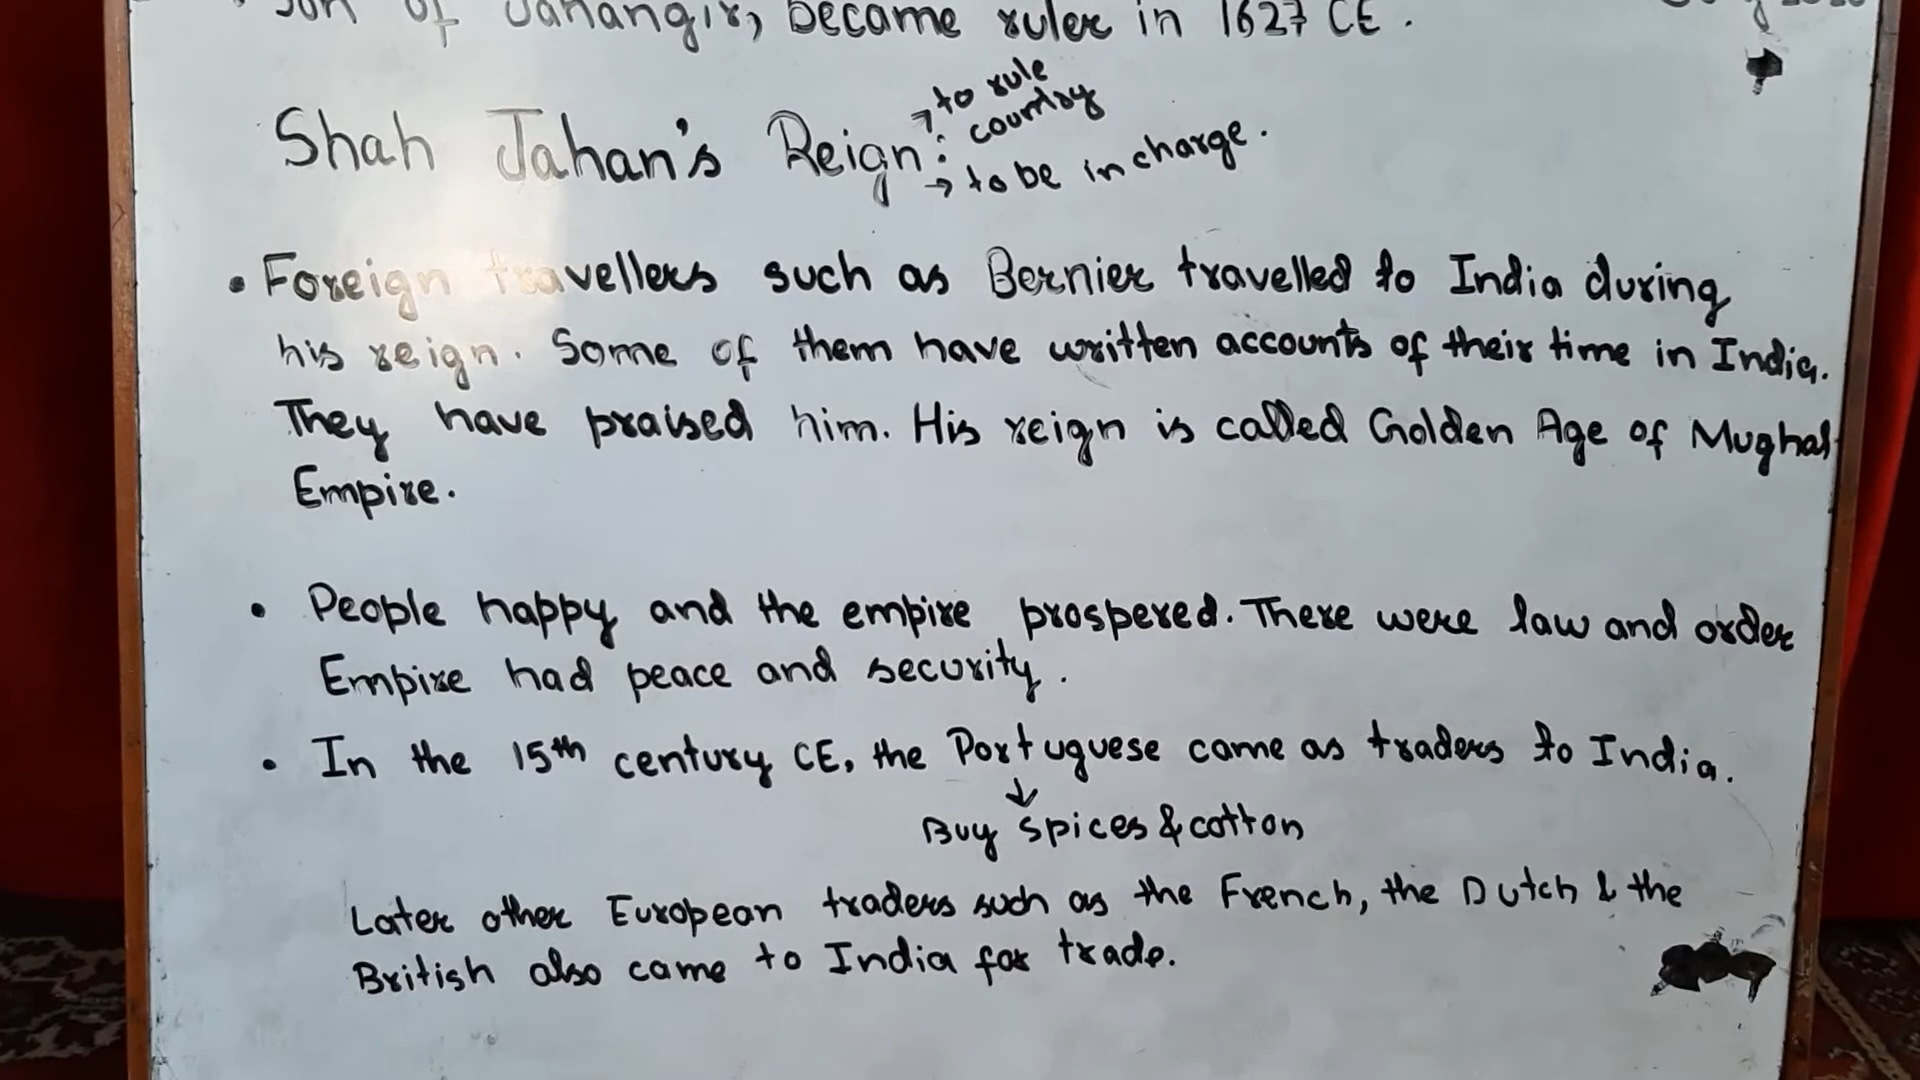 Son of Jahangir, became ruler in 1627 CE.
→ to rule
country
Shah Jahan's Reign:
→ to be in charge.
• Foreign travellers such as Bernier travelled to India during
his reign. Some of them have written accounts of their time in India.
They have praised him. His reign is called Golden Age of Mughal
Empire.
• People happy and the empire prospered. There were law and order
Empire had peace and security.
• In the 15th century CE, the Portuguese came as traders to India.
↓
Buy spices & cotton
Later other European traders such as the French, the Dutch & the
British also came to India for trade.